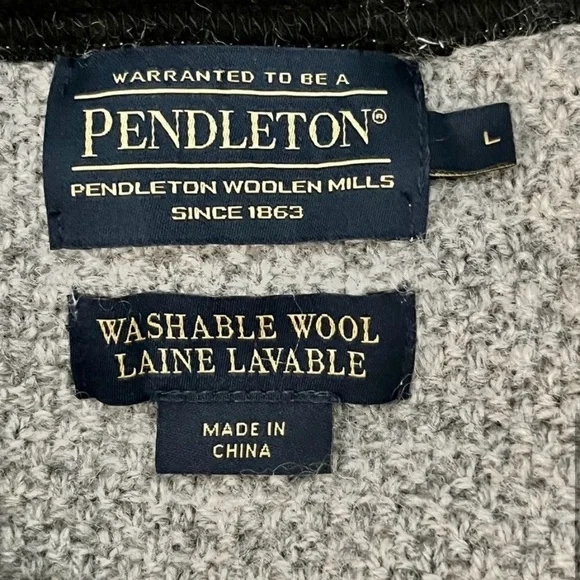 WARRANTED TO BE A
PENDLETON®
PENDLETON WOOLEN MILLS
SINCE 1863
L
WASHABLE WOOL
LAINE LAVABLE
MADE IN
CHINA